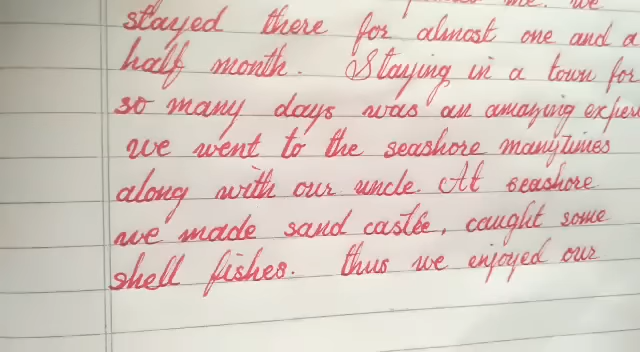 me. We
stayed there for almost one and a
half month. Staying in a town for
so many days was an amazing
we went to the seashore manytimes
along with our uncle. At seashore
we made sand castle, caught some
shell fishes. thus we enjoyed our